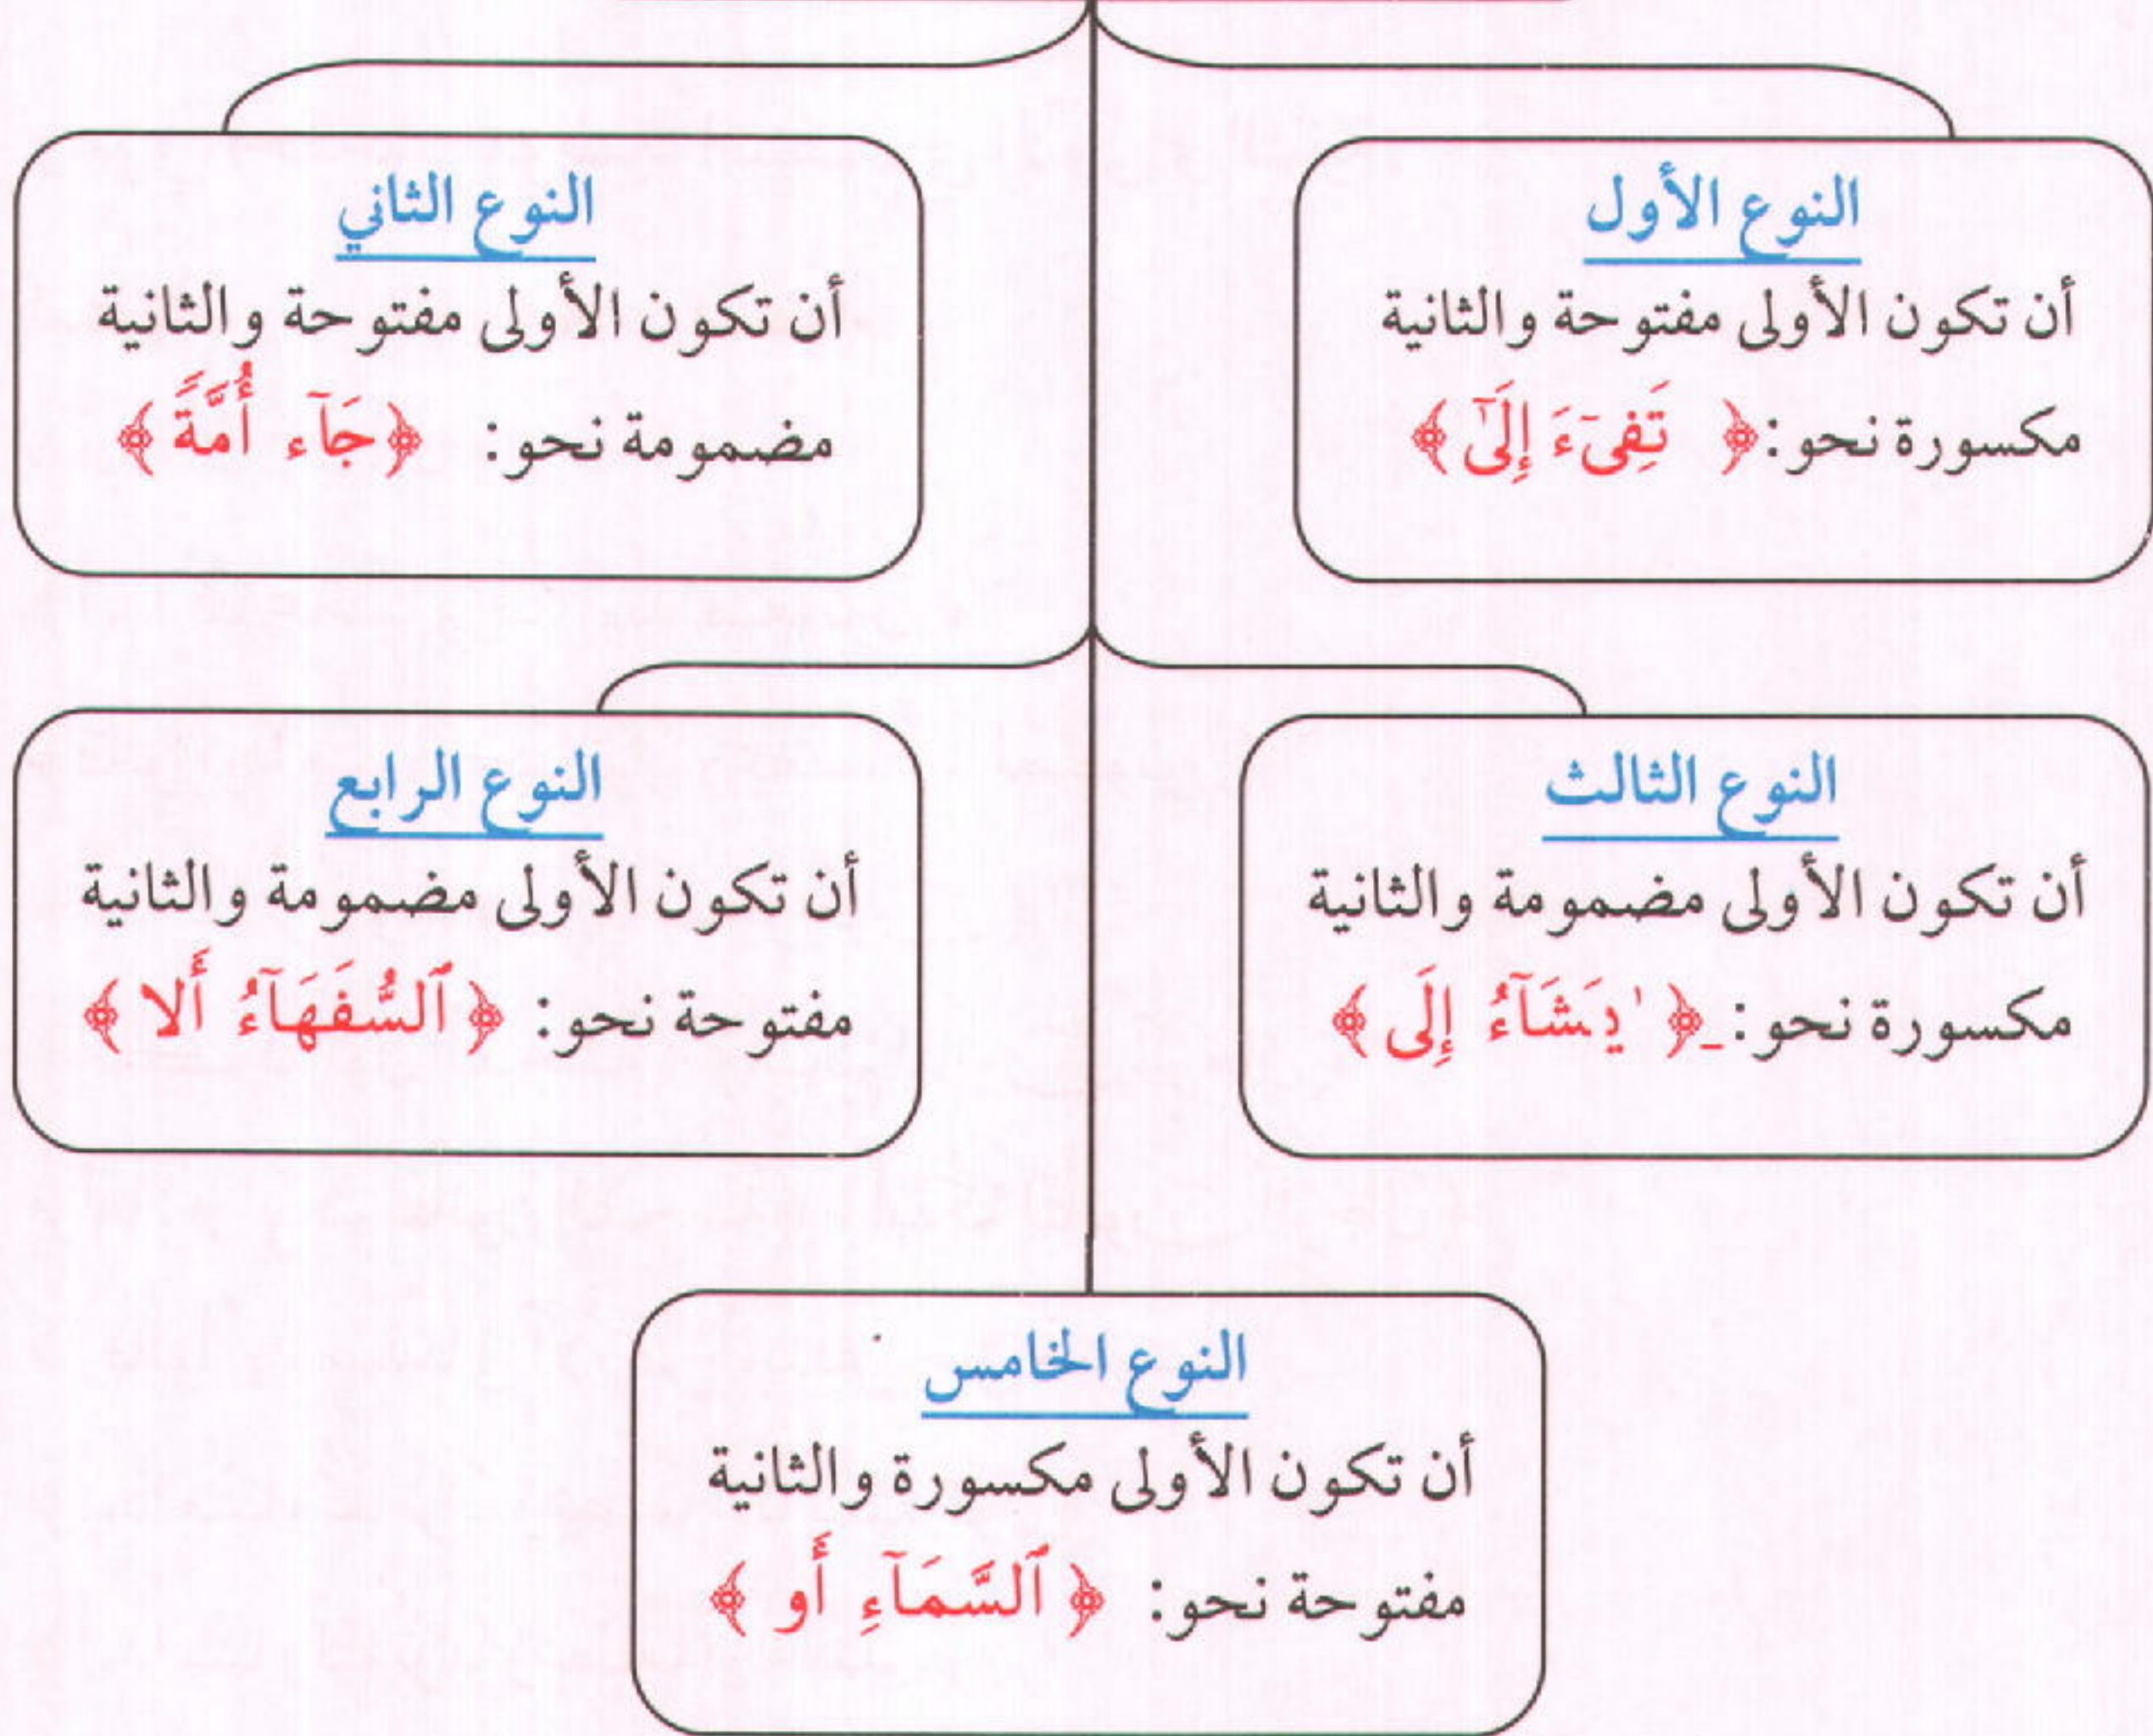 النوع الأول
أن تكون الأولى مفتوحة والثانية
مكسورة نحو: ﴿ تَفِيٓءَ إِلَىٰٓ ﴾
النوع الثاني
أن تكون الأولى مفتوحة والثانية
مضمومة نحو: ﴿جَآء أُمَّةً ﴾
النوع الثالث
أن تكون الأولى مضمومة والثانية
مكسورة نحو: ﴿ يَشَآءُ إِلَى ﴾
النوع الرابع
أن تكون الأولى مضمومة والثانية
مفتوحة نحو: ﴿ ٱلسُّفَهَآءُ أَلا ﴾
النوع الخامس
أن تكون الأولى مكسورة والثانية
مفتوحة نحو: ﴿ ٱلسَّمَآءِ أَو ﴾